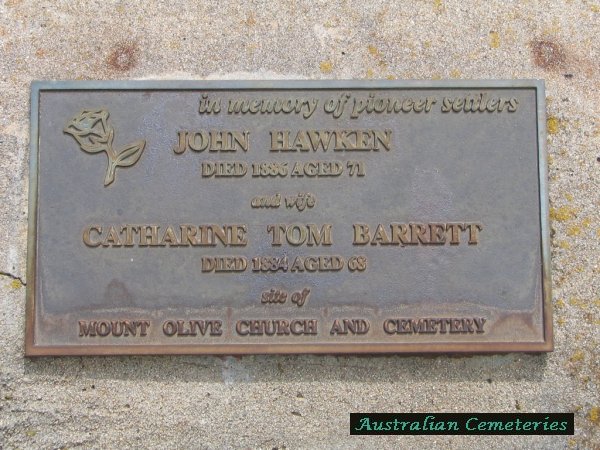 in memory of pioneer settlers
JOHN HAWKEN
DIED 1886 AGED 71
and wife
CATHARINE TOM BARRETT
DIED 1884 AGED 68
site of
MOUNT OLIVE CHURCH AND CEMETERY
Australian Cemeteries